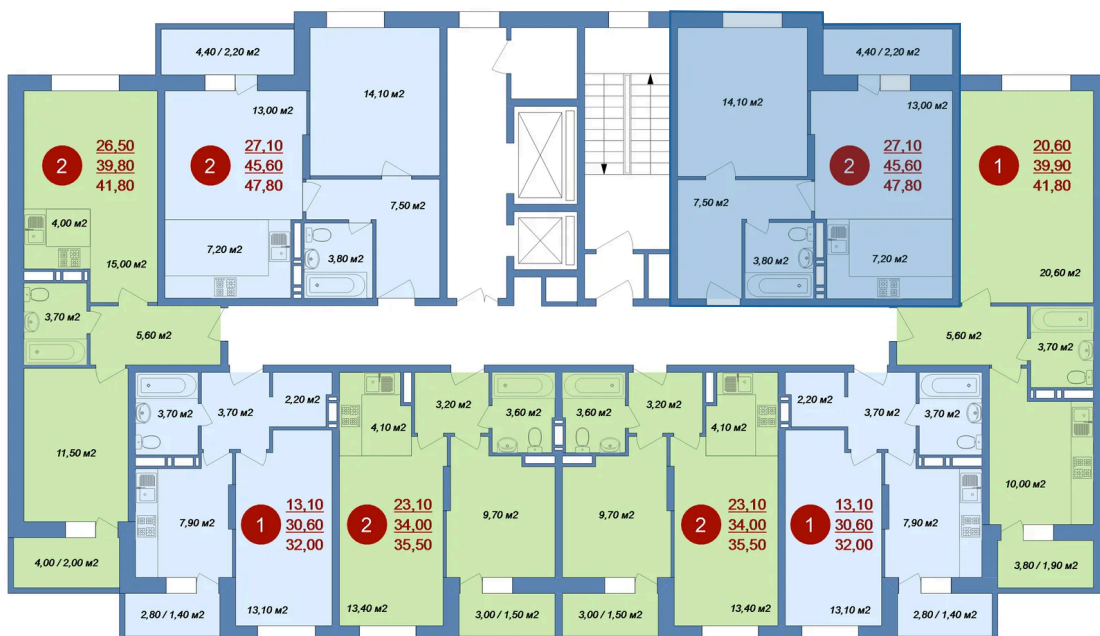 4,40 / 2,20 м2
14,10 м2
13,00 м2
2
27,10
45,60
47,80
7,50 м2
7,20 м2
3,80 м2
2
26,50
39,80
41,80
4,00 м2
15,00 м2
3,70 м2
5,60 м2
11,50 м2
4,00 / 2,00 м2
14,10 м2
4,40 / 2,20 м2
13,00 м2
2
27,10
45,60
47,80
7,50 м2
3,80 м2
7,20 м2
1
20,60
39,90
41,80
20,60 м2
5,60 м2
3,70 м2
10,00 м2
3,80 / 1,90 м2
3,70 м2
3,70 м2
2,20 м2
7,90 м2
1
13,10
30,60
32,00
13,10 м2
2,80 / 1,40 м2
4,10 м2
3,20 м2
3,60 м2
2
23,10
34,00
35,50
9,70 м2
13,40 м2
3,00 / 1,50 м2
3,60 м2
3,20 м2
4,10 м2
9,70 м2
2
23,10
34,00
35,50
3,00 / 1,50 м2
13,40 м2
2,20 м2
3,70 м2
3,70 м2
1
13,10
30,60
32,00
7,90 м2
13,10 м2
2,80 / 1,40 м2